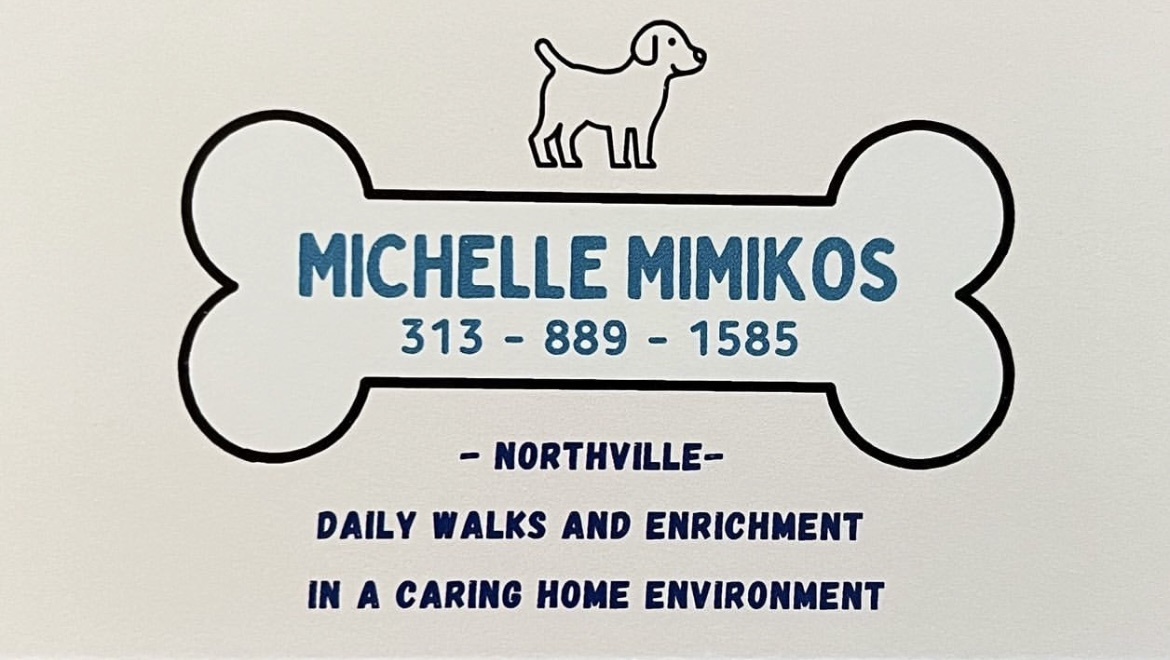 MICHELLE MIMIKOS
313 - 889 - 1585
- NORTHVILLE-
DAILY WALKS AND ENRICHMENT
IN A CARING HOME ENVIRONMENT